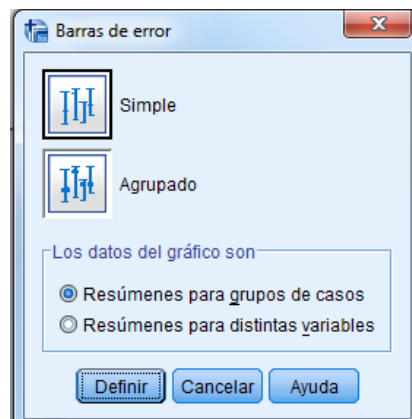 Barras de error
Simple
Agrupado
Los datos del gráfico son
Resúmenes para grupos de casos
Resúmenes para distintas variables
Definir Cancelar Ayuda